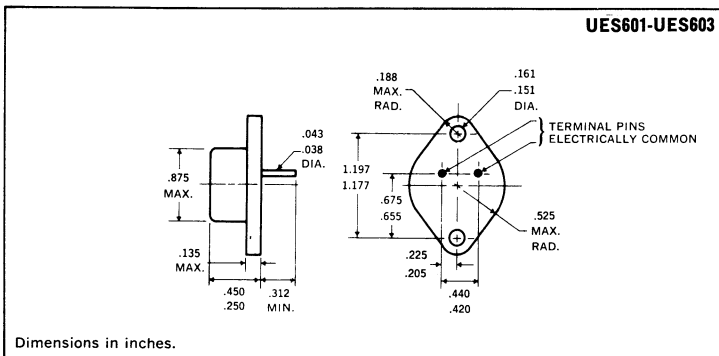 UES601-UES603
.188
MAX.
RAD.
.161
.151
DIA.
.043
.038
DIA.
TERMINAL PINS
ELECTRICALLY COMMON
.875
MAX.
1.197
1.177
.675
.655
.525
MAX.
RAD.
.135
MAX.
.225
.205
.450
.250
.312
MIN.
.440
.420
Dimensions in inches.